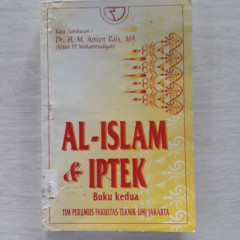 Kata Sambutan :
Dr. H. M. Amien Rais, MA
(Ketua PP Muhammadiyah)
AL-ISLAM
& IPTEK
Buku kedua
TIM PERUMUS FAKULTAS TEKNIK UMJ JAKARTA